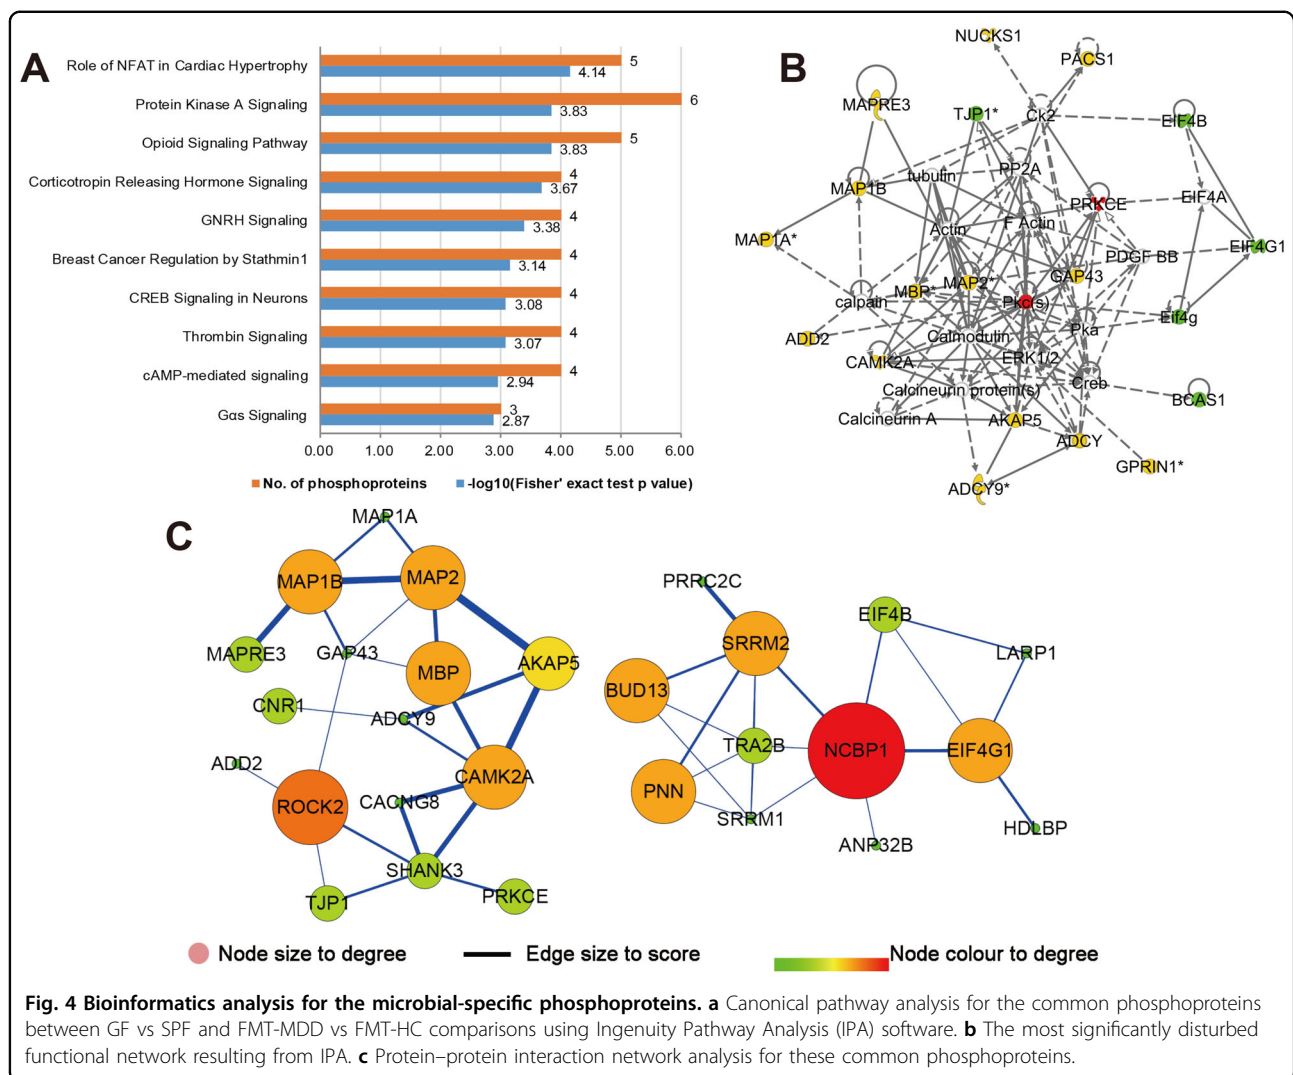 A
Role of NFAT in Cardiac Hypertrophy 5 4.14
Protein Kinase A Signaling 6 3.83
Opioid Signaling Pathway 5 3.83
Corticotropin Releasing Hormone Signaling 4 3.67
GNRH Signaling 4 3.38
Breast Cancer Regulation by Stathmin1 4 3.14
CREB Signaling in Neurons 4 3.08
Thrombin Signaling 4 3.07
cAMP-mediated signaling 4 2.94
Gαs Signaling 3 2.87
0.00 1.00 2.00 3.00 4.00 5.00 6.00
No. of phosphoproteins -log10(Fisher' exact test p value)
B
NUCKS1
PACS1
MAPRE3
TJP1*
Ck2
EIF4B
PP2A
tubulin
MAP1B
EIF4A
PRKCE
F Actin
Actin
MAP1A*
EIF4G1
PDGF BB
GAP43
MAP2*
MBP*
calpain
Pkc(s)
Eif4g
Pka
ADD2
Calmodulin
ERK1/2
CAMK2A
Creb
Calcineurin protein(s)
BCAS1
Calcineurin A
AKAP5
ADCY
GPRIN1*
ADCY9*
C
MAP1A
MAP1B
MAP2
MAPRE3
GAP43
MBP
AKAP5
CNR1
ADCY9
ADD2
CAMK2A
ROCK2
CACNG8
SHANK3
TJP1
PRKCE
PRRC2C
EIF4B
SRRM2
LARP1
BUD13
TRA2B
NCBP1
EIF4G1
PNN
SRRM1
HDLBP
ANP32B
Node size to degree Edge size to score Node colour to degree
Fig. 4 Bioinformatics analysis for the microbial-specific phosphoproteins. a Canonical pathway analysis for the common phosphoproteins
between GF vs SPF and FMT-MDD vs FMT-HC comparisons using Ingenuity Pathway Analysis (IPA) software. b The most significantly disturbed
functional network resulting from IPA. c Protein–protein interaction network analysis for these common phosphoproteins.